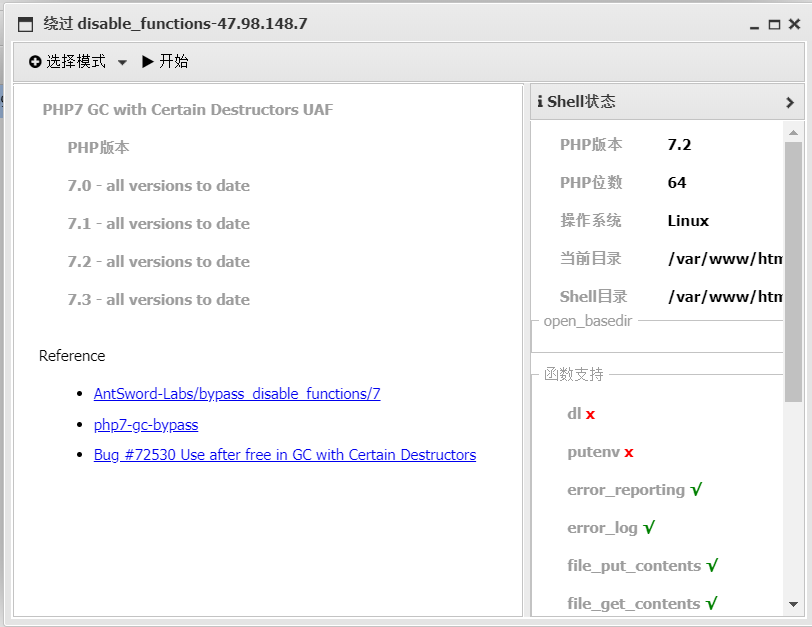 绕过 disable_functions-47.98.148.7
选择模式 开始
PHP7 GC with Certain Destructors UAF
PHP版本
7.0 - all versions to date
7.1 - all versions to date
7.2 - all versions to date
7.3 - all versions to date
Reference
AntSword-Labs/bypass_disable_functions/7
php7-gc-bypass
Bug #72530 Use after free in GC with Certain Destructors
Shell状态
PHP版本 7.2
PHP位数 64
操作系统 Linux
当前目录 /var/www/htm
Shell目录 /var/www/htm
open_basedir
函数支持
dl x
putenv x
error_reporting √
error_log √
file_put_contents √
file_get_contents √